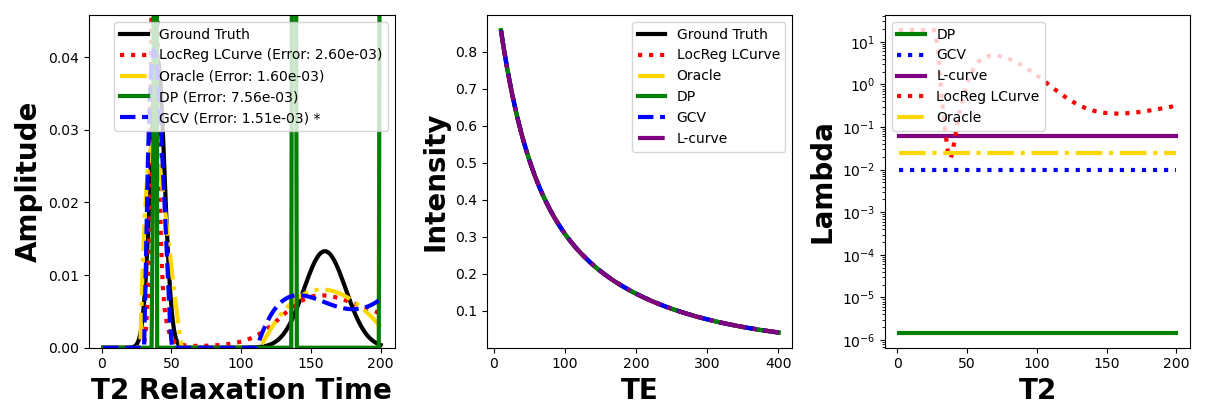 Amplitude
0.04
0.03
0.02
0.01
0.00
Ground Truth
LocReg LCurve (Error: 2.60e-03)
Oracle (Error: 1.60e-03)
DP (Error: 7.56e-03)
GCV (Error: 1.51e-03) *
0 50 100 150 200
T2 Relaxation Time
Intensity
0.8
0.7
0.6
0.5
0.4
0.3
0.2
0.1
Ground Truth
LocReg LCurve
Oracle
DP
GCV
L-curve
0 100 200 300 400
TE
Lambda
10^1
10^0
10^-1
10^-2
10^-3
10^-4
10^-5
10^-6
DP
GCV
L-curve
LocReg LCurve
Oracle
0 50 100 150 200
T2